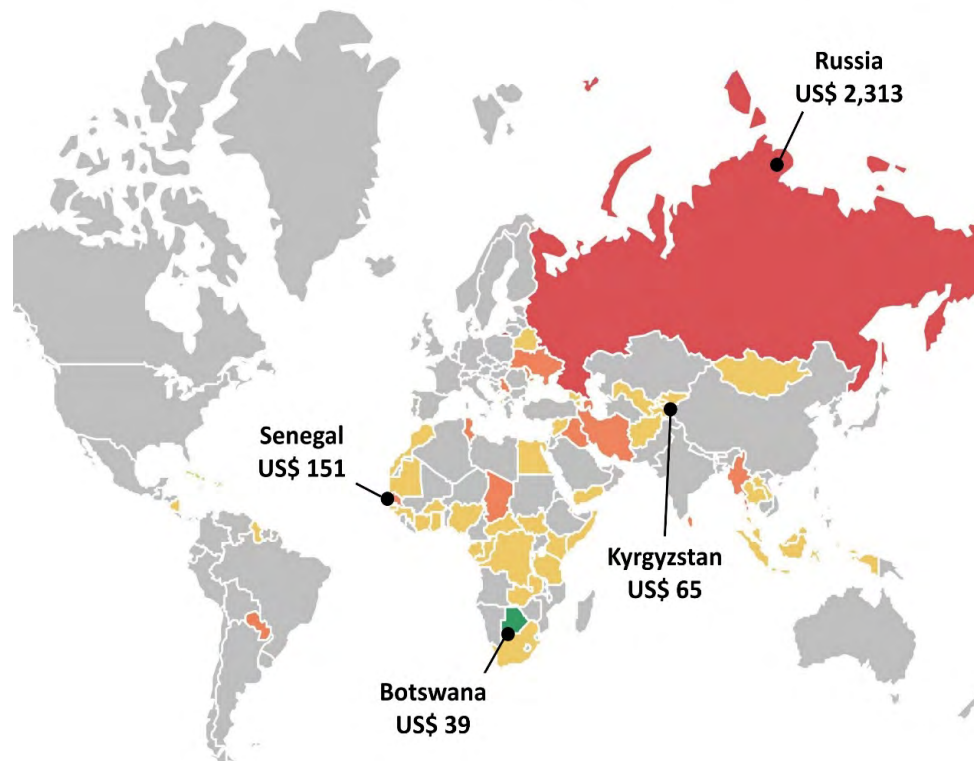 Russia
US$ 2,313
Senegal
US$ 151
Kyrgyzstan
US$ 65
Botswana
US$ 39